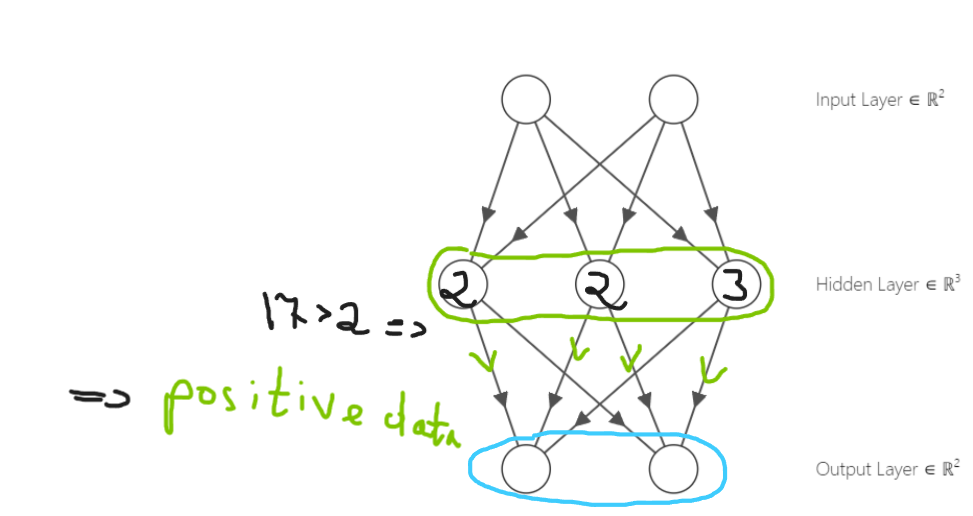 Input Layer ∈ ℝ²
2 2 3
Hidden Layer ∈ ℝ³
17 > 2 =>
v v v v
=> positive data
Output Layer ∈ ℝ²